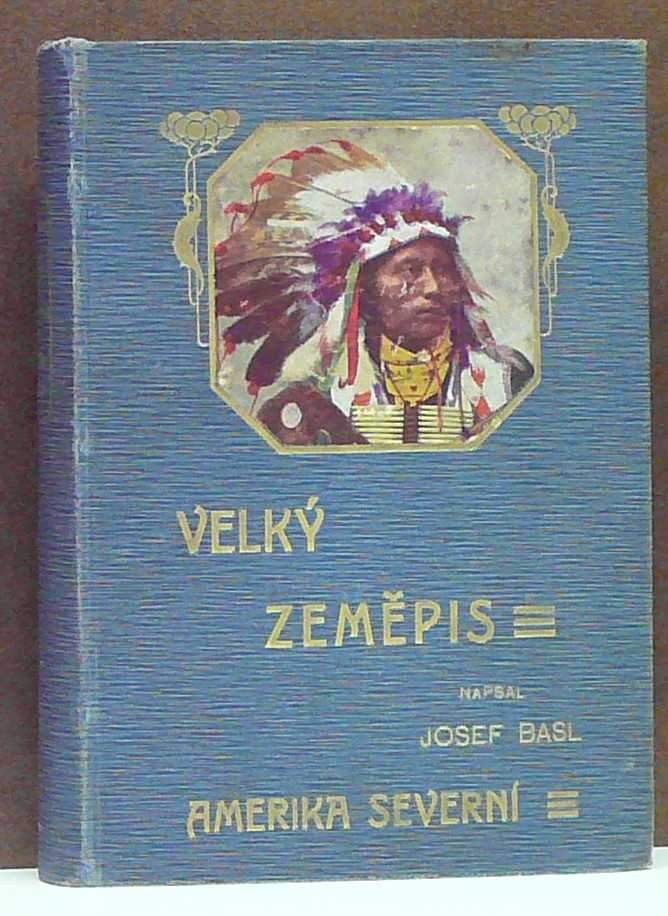 VELKÝ
ZEMĚPIS
NAPSAL
JOSEF BASL
AMERIKA SEVERNÍ